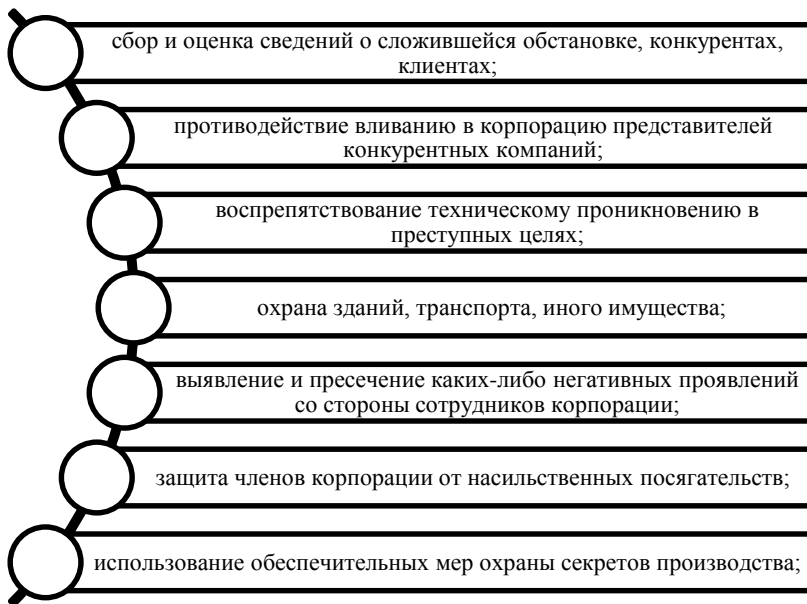 сбор и оценка сведений о сложившейся обстановке, конкурентах,
клиентах;
противодействие вливанию в корпорацию представителей
конкурентных компаний;
воспрепятствование техническому проникновению в
преступных целях;
охрана зданий, транспорта, иного имущества;
выявление и пресечение каких-либо негативных проявлений
со стороны сотрудников корпорации;
защита членов корпорации от насильственных посягательств;
использование обеспечительных мер охраны секретов производства;